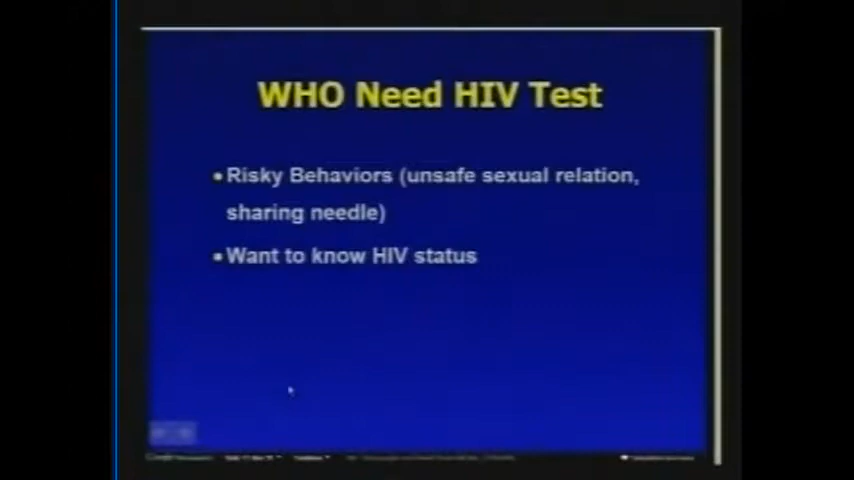 WHO Need HIV Test
•Risky Behaviors (unsafe sexual relation,
sharing needle)
•Want to know HIV status